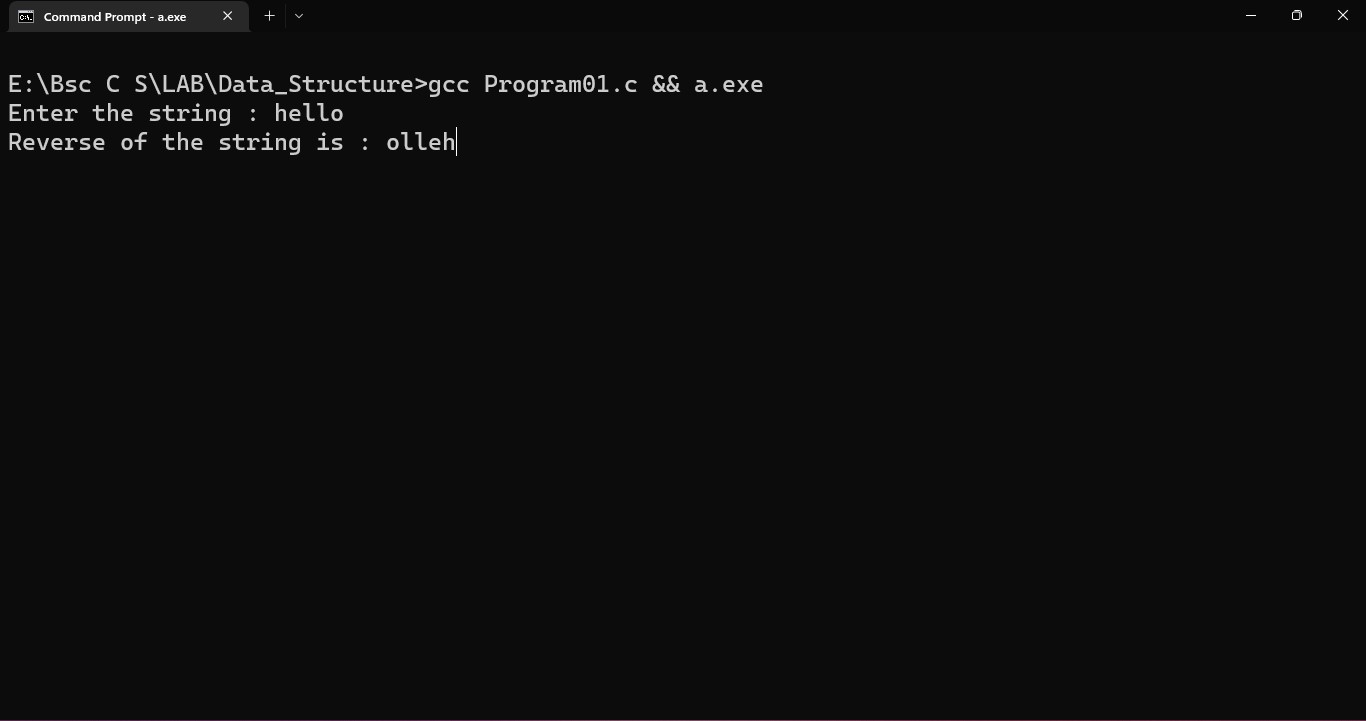 Command Prompt - a.exe
E:\Bsc C S\LAB\Data_Structure>gcc Program01.c && a.exe
Enter the string : hello
Reverse of the string is : olleh